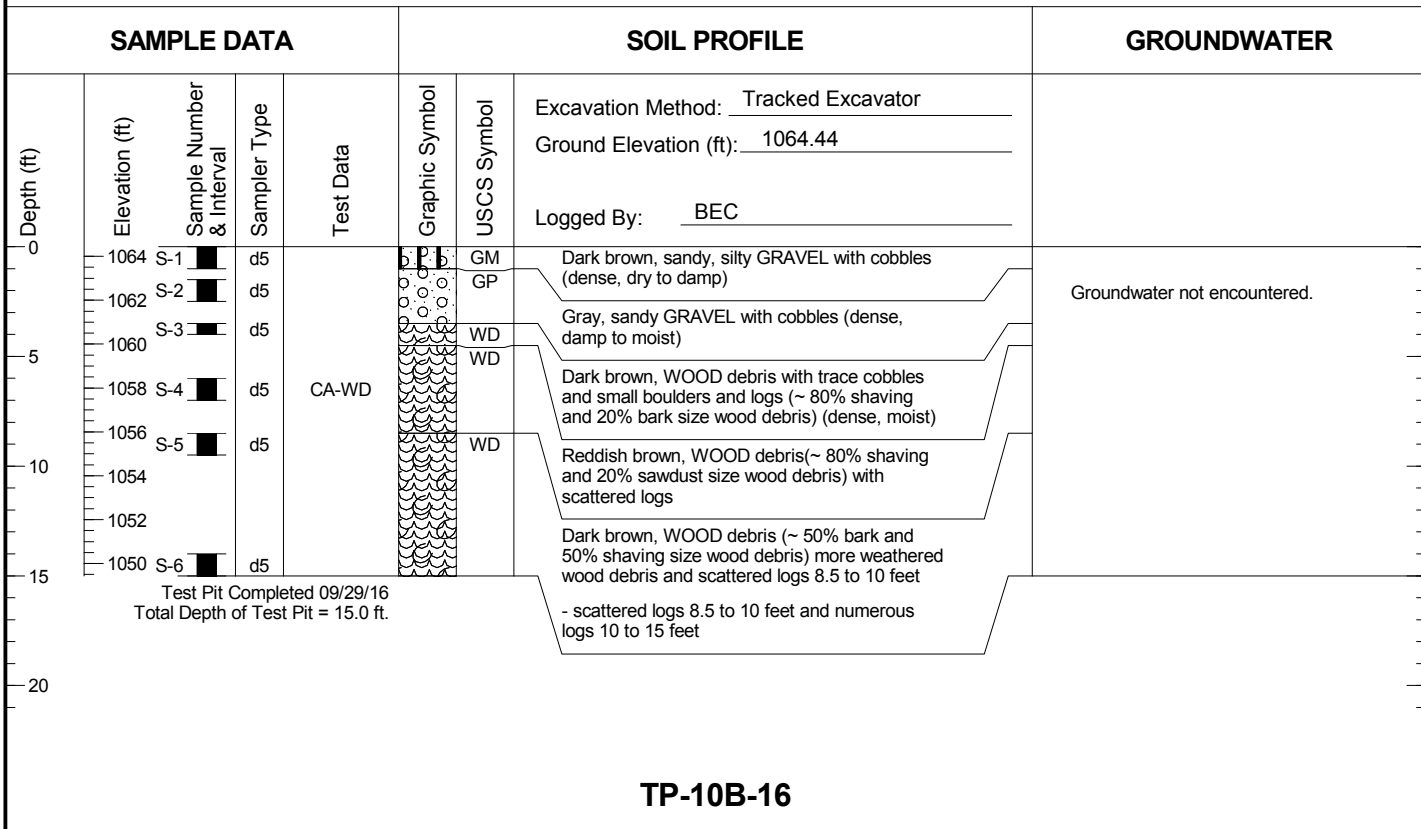 SAMPLE DATA
SOIL PROFILE
GROUNDWATER
Depth (ft)
Elevation (ft)
Sample Number
& Interval
Sampler Type
Test Data
Graphic Symbol
USCS Symbol
Excavation Method: Tracked Excavator
Ground Elevation (ft): 1064.44
Logged By: BEC
0
5
10
15
20
1064
1062
1060
1058
1056
1054
1052
1050
S-1
S-2
S-3
S-4
S-5
S-6
d5
d5
d5
d5
d5
d5
CA-WD
GM
GP
WD
WD
WD
Dark brown, sandy, silty GRAVEL with cobbles
(dense, dry to damp)
Gray, sandy GRAVEL with cobbles (dense,
damp to moist)
Dark brown, WOOD debris with trace cobbles
and small boulders and logs (~ 80% shaving
and 20% bark size wood debris) (dense, moist)
Reddish brown, WOOD debris(~ 80% shaving
and 20% sawdust size wood debris) with
scattered logs
Dark brown, WOOD debris (~ 50% bark and
50% shaving size wood debris) more weathered
wood debris and scattered logs 8.5 to 10 feet
- scattered logs 8.5 to 10 feet and numerous
logs 10 to 15 feet
Groundwater not encountered.
Test Pit Completed 09/29/16
Total Depth of Test Pit = 15.0 ft.
TP-10B-16